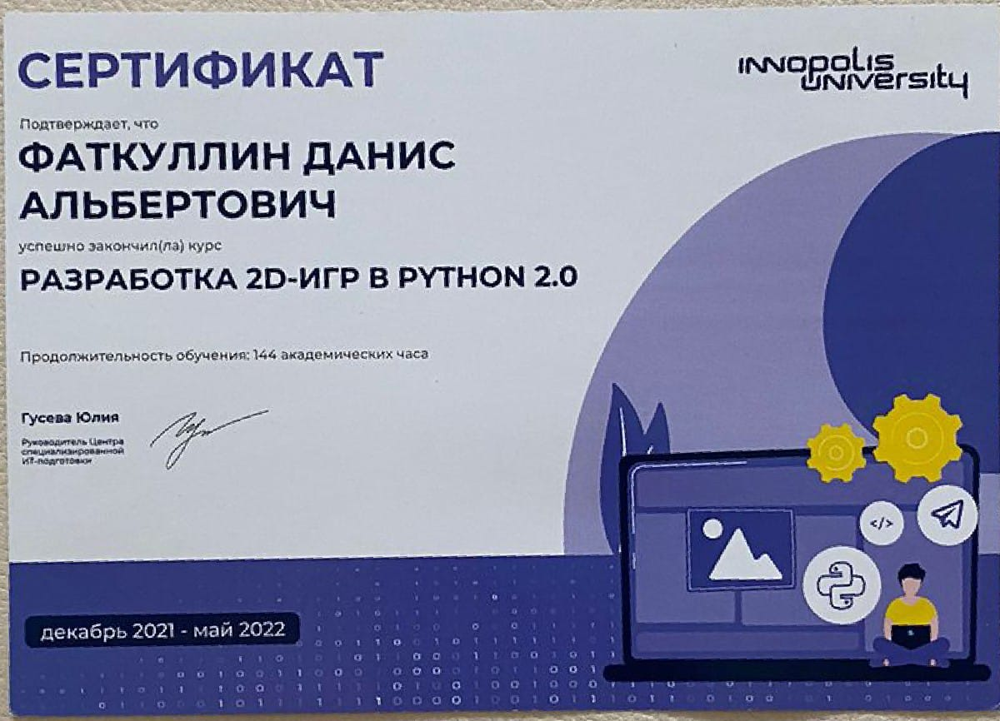 СЕРТИФИКАТ
INNOPOLIS
UNIVERSITY
Подтверждает, что
ФАТКУЛЛИН ДАНИС
АЛЬБЕРТОВИЧ
успешно закончил(ла) курс
РАЗРАБОТКА 2D-ИГР В PYTHON 2.0
Продолжительность обучения: 144 академических часа
Гусева Юлия
Руководитель Центра
специализированной
ИТ-подготовки
</>
декабрь 2021 - май 2022